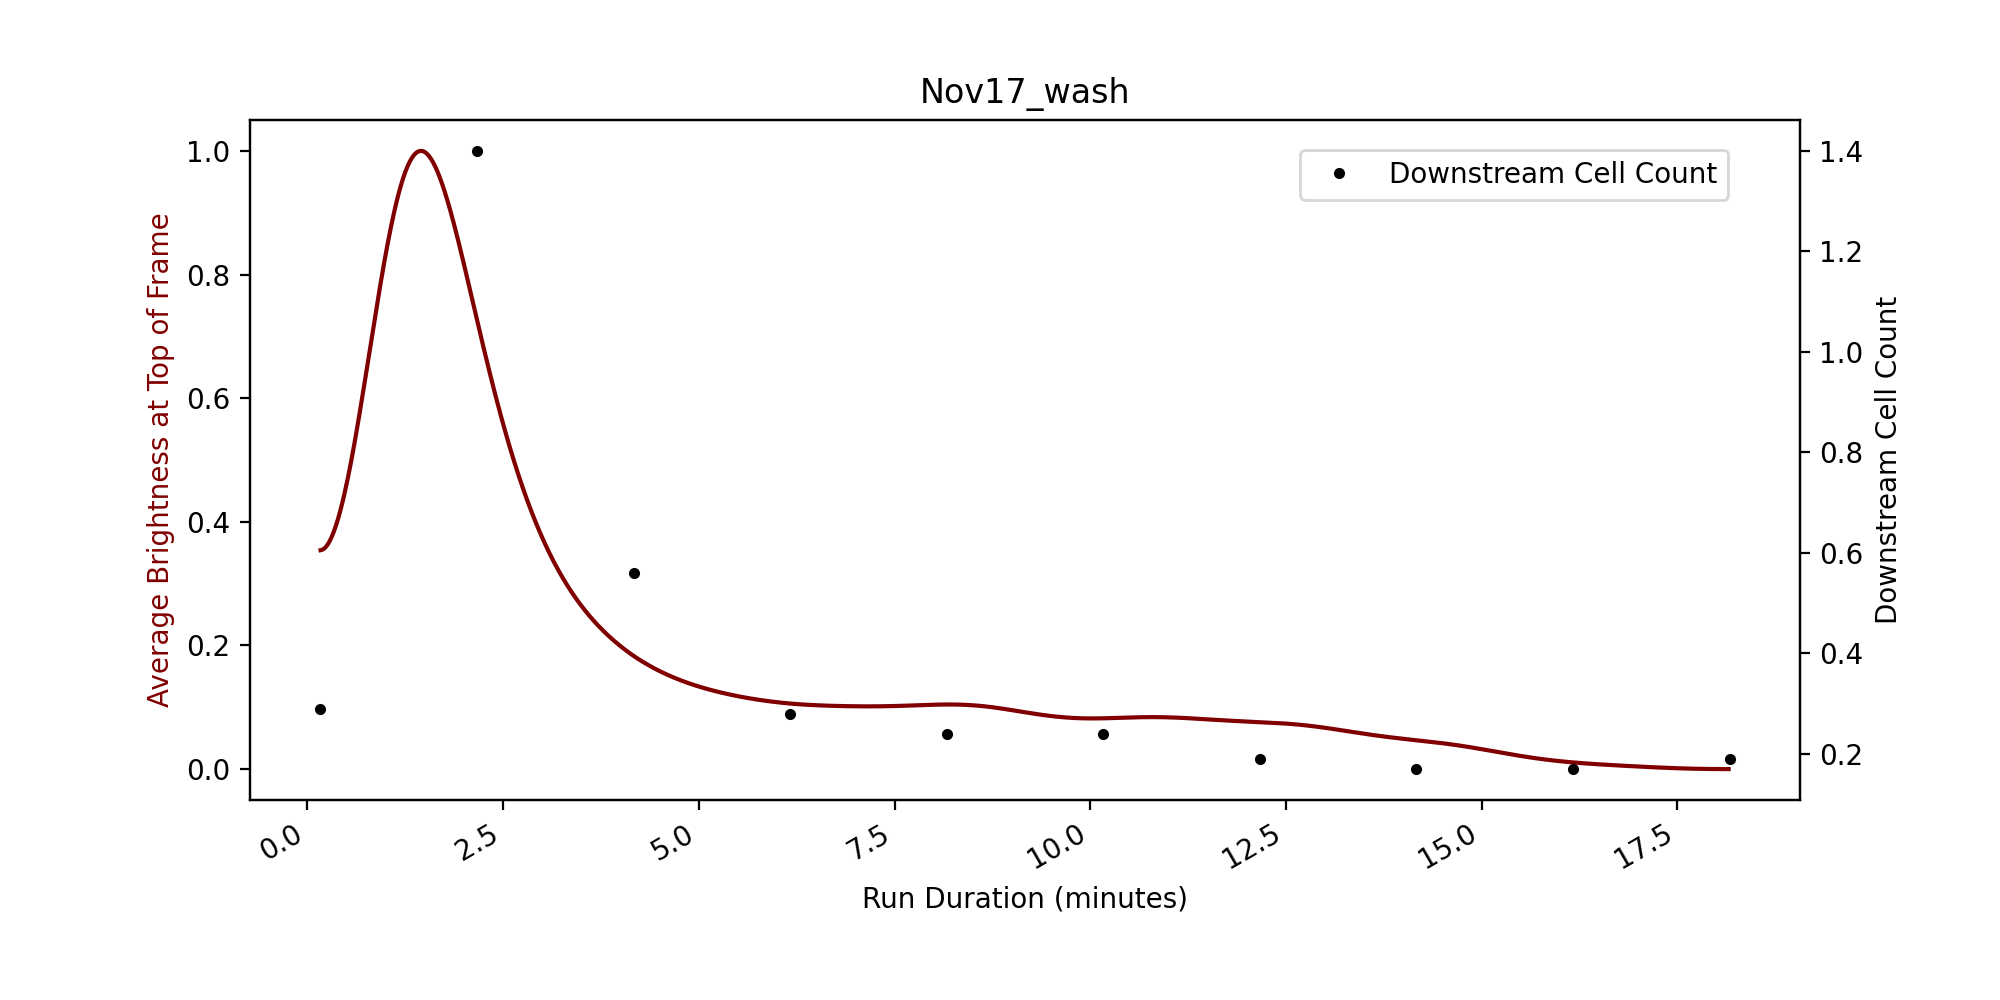 Nov17_wash
Downstream Cell Count
Average Brightness at Top of Frame
1.0
0.8
0.6
0.4
0.2
0.0
1.4
1.2
1.0
0.8
0.6
0.4
0.2
Downstream Cell Count
0.0 2.5 5.0 7.5 10.0 12.5 15.0 17.5
Run Duration (minutes)